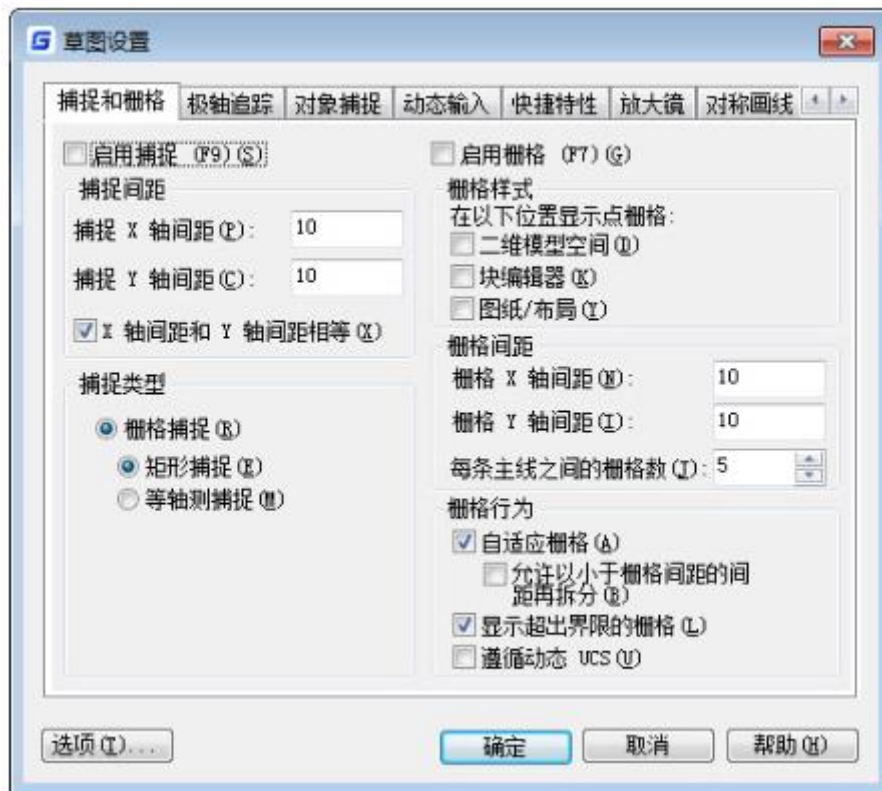 草图设置
捕捉和栅格 极轴追踪 对象捕捉 动态输入 快捷特性 放大镜 对称画线
启用捕捉 (F9)(S)
捕捉间距
捕捉 X 轴间距(P): 10
捕捉 Y 轴间距(C): 10
X 轴间距和 Y 轴间距相等(X)
捕捉类型
栅格捕捉(R)
矩形捕捉(E)
等轴测捕捉(M)
启用栅格 (F7)(G)
栅格样式
在以下位置显示点栅格:
二维模型空间(D)
块编辑器(K)
图纸/布局(Y)
栅格间距
栅格 X 轴间距(N): 10
栅格 Y 轴间距(I): 10
每条主线之间的栅格数(J): 5
栅格行为
自适应栅格(A)
允许以小于栅格间距的间
距再拆分(B)
显示超出界限的栅格(L)
遵循动态 UCS(U)
选项(T)... 确定 取消 帮助(H)